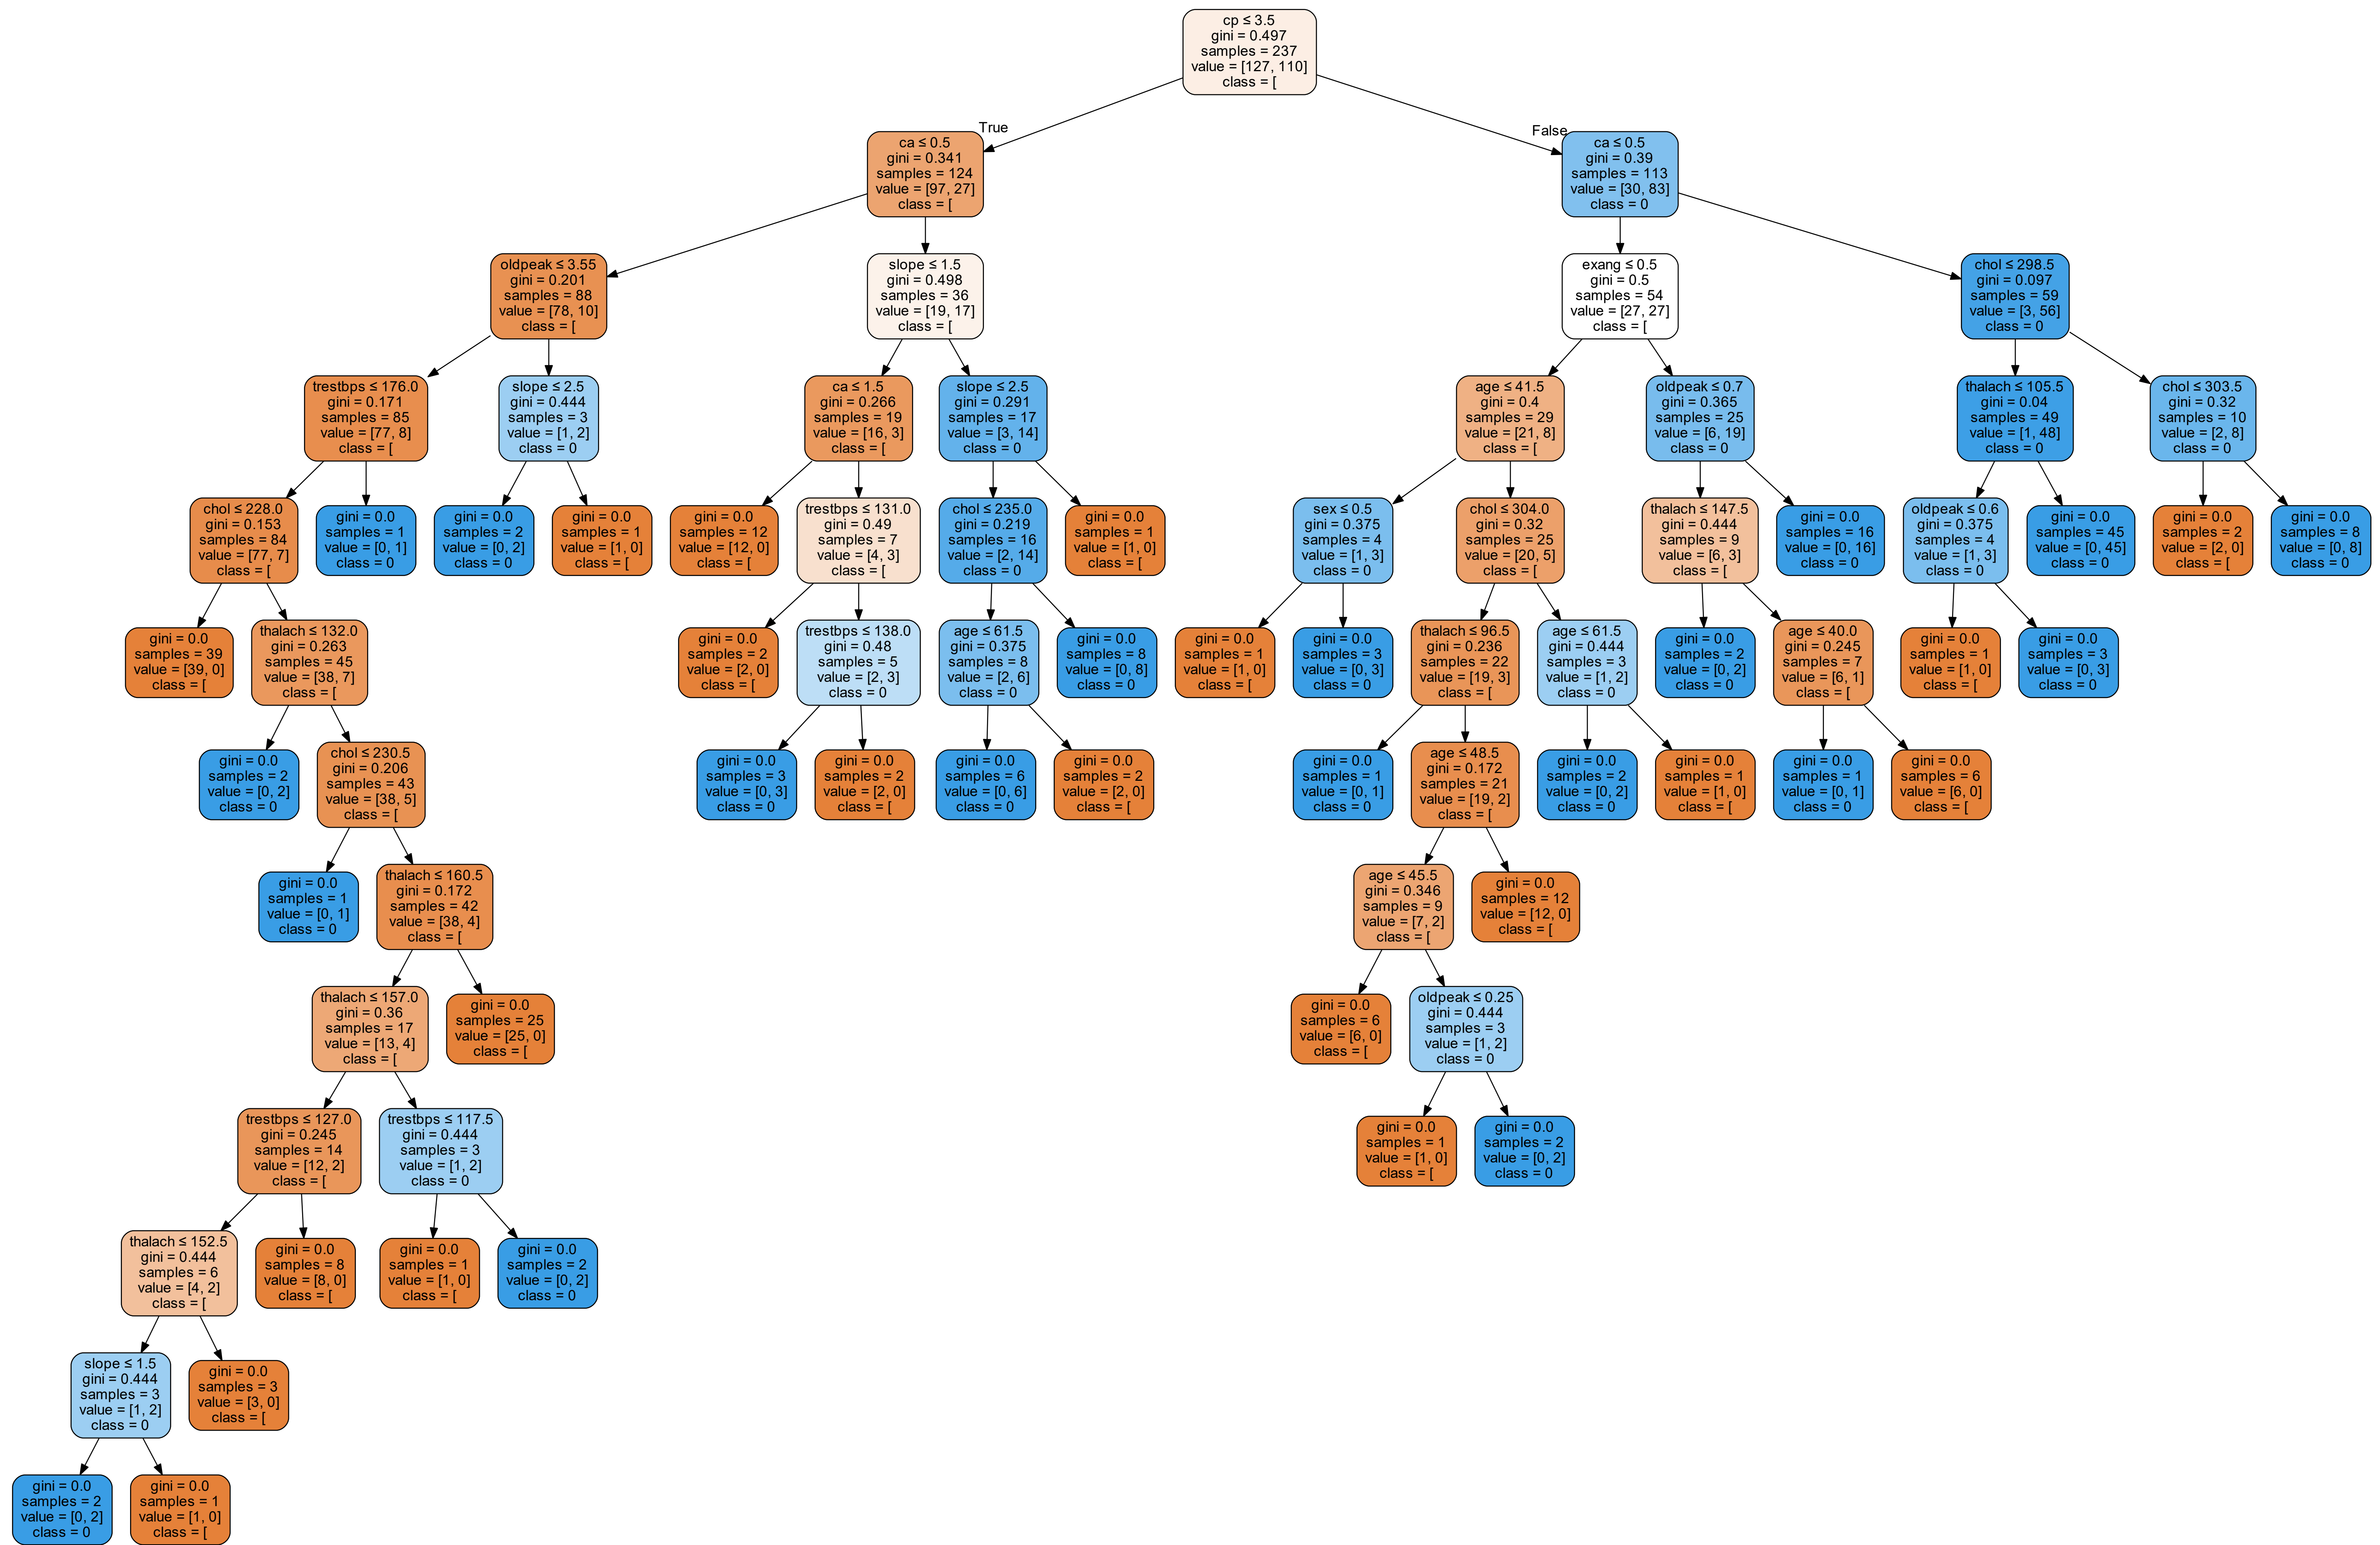 cp ≤ 3.5
gini = 0.497
samples = 237
value = [127, 110]
class = [
True
False
ca ≤ 0.5
gini = 0.341
samples = 124
value = [97, 27]
class = [
ca ≤ 0.5
gini = 0.39
samples = 113
value = [30, 83]
class = 0
oldpeak ≤ 3.55
gini = 0.201
samples = 88
value = [78, 10]
class = [
slope ≤ 1.5
gini = 0.498
samples = 36
value = [19, 17]
class = [
exang ≤ 0.5
gini = 0.5
samples = 54
value = [27, 27]
class = [
chol ≤ 298.5
gini = 0.097
samples = 59
value = [3, 56]
class = 0
trestbps ≤ 176.0
gini = 0.171
samples = 85
value = [77, 8]
class = [
slope ≤ 2.5
gini = 0.444
samples = 3
value = [1, 2]
class = 0
ca ≤ 1.5
gini = 0.266
samples = 19
value = [16, 3]
class = [
slope ≤ 2.5
gini = 0.291
samples = 17
value = [3, 14]
class = 0
age ≤ 41.5
gini = 0.4
samples = 29
value = [21, 8]
class = [
oldpeak ≤ 0.7
gini = 0.365
samples = 25
value = [6, 19]
class = 0
thalach ≤ 105.5
gini = 0.04
samples = 49
value = [1, 48]
class = 0
chol ≤ 303.5
gini = 0.32
samples = 10
value = [2, 8]
class = 0
chol ≤ 228.0
gini = 0.153
samples = 84
value = [77, 7]
class = [
gini = 0.0
samples = 1
value = [0, 1]
class = 0
gini = 0.0
samples = 2
value = [0, 2]
class = 0
gini = 0.0
samples = 1
value = [1, 0]
class = [
gini = 0.0
samples = 12
value = [12, 0]
class = [
trestbps ≤ 131.0
gini = 0.49
samples = 7
value = [4, 3]
class = [
chol ≤ 235.0
gini = 0.219
samples = 16
value = [2, 14]
class = 0
gini = 0.0
samples = 1
value = [1, 0]
class = [
sex ≤ 0.5
gini = 0.375
samples = 4
value = [1, 3]
class = 0
chol ≤ 304.0
gini = 0.32
samples = 25
value = [20, 5]
class = [
thalach ≤ 147.5
gini = 0.444
samples = 9
value = [6, 3]
class = [
gini = 0.0
samples = 16
value = [0, 16]
class = 0
oldpeak ≤ 0.6
gini = 0.375
samples = 4
value = [1, 3]
class = 0
gini = 0.0
samples = 45
value = [0, 45]
class = 0
gini = 0.0
samples = 2
value = [2, 0]
class = [
gini = 0.0
samples = 8
value = [0, 8]
class = 0
gini = 0.0
samples = 39
value = [39, 0]
class = [
thalach ≤ 132.0
gini = 0.263
samples = 45
value = [38, 7]
class = [
gini = 0.0
samples = 2
value = [2, 0]
class = [
trestbps ≤ 138.0
gini = 0.48
samples = 5
value = [2, 3]
class = 0
age ≤ 61.5
gini = 0.375
samples = 8
value = [2, 6]
class = 0
gini = 0.0
samples = 8
value = [0, 8]
class = 0
gini = 0.0
samples = 1
value = [1, 0]
class = [
gini = 0.0
samples = 3
value = [0, 3]
class = 0
thalach ≤ 96.5
gini = 0.236
samples = 22
value = [19, 3]
class = [
age ≤ 61.5
gini = 0.444
samples = 3
value = [1, 2]
class = 0
gini = 0.0
samples = 2
value = [0, 2]
class = 0
age ≤ 40.0
gini = 0.245
samples = 7
value = [6, 1]
class = [
gini = 0.0
samples = 1
value = [1, 0]
class = [
gini = 0.0
samples = 3
value = [0, 3]
class = 0
gini = 0.0
samples = 2
value = [0, 2]
class = 0
chol ≤ 230.5
gini = 0.206
samples = 43
value = [38, 5]
class = [
gini = 0.0
samples = 3
value = [0, 3]
class = 0
gini = 0.0
samples = 2
value = [2, 0]
class = [
gini = 0.0
samples = 6
value = [0, 6]
class = 0
gini = 0.0
samples = 2
value = [2, 0]
class = [
gini = 0.0
samples = 1
value = [0, 1]
class = 0
age ≤ 48.5
gini = 0.172
samples = 21
value = [19, 2]
class = [
gini = 0.0
samples = 2
value = [0, 2]
class = 0
gini = 0.0
samples = 1
value = [1, 0]
class = [
gini = 0.0
samples = 1
value = [0, 1]
class = 0
gini = 0.0
samples = 6
value = [6, 0]
class = [
gini = 0.0
samples = 1
value = [0, 1]
class = 0
thalach ≤ 160.5
gini = 0.172
samples = 42
value = [38, 4]
class = [
age ≤ 45.5
gini = 0.346
samples = 9
value = [7, 2]
class = [
gini = 0.0
samples = 12
value = [12, 0]
class = [
thalach ≤ 157.0
gini = 0.36
samples = 17
value = [13, 4]
class = [
gini = 0.0
samples = 25
value = [25, 0]
class = [
gini = 0.0
samples = 6
value = [6, 0]
class = [
oldpeak ≤ 0.25
gini = 0.444
samples = 3
value = [1, 2]
class = 0
trestbps ≤ 127.0
gini = 0.245
samples = 14
value = [12, 2]
class = [
trestbps ≤ 117.5
gini = 0.444
samples = 3
value = [1, 2]
class = 0
gini = 0.0
samples = 1
value = [1, 0]
class = [
gini = 0.0
samples = 2
value = [0, 2]
class = 0
thalach ≤ 152.5
gini = 0.444
samples = 6
value = [4, 2]
class = [
gini = 0.0
samples = 8
value = [8, 0]
class = [
gini = 0.0
samples = 1
value = [1, 0]
class = [
gini = 0.0
samples = 2
value = [0, 2]
class = 0
slope ≤ 1.5
gini = 0.444
samples = 3
value = [1, 2]
class = 0
gini = 0.0
samples = 3
value = [3, 0]
class = [
gini = 0.0
samples = 2
value = [0, 2]
class = 0
gini = 0.0
samples = 1
value = [1, 0]
class = [